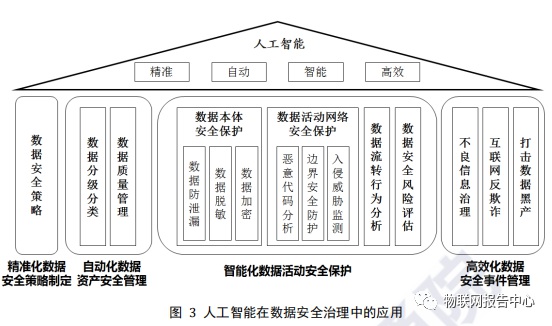 人工智能
精准
自动
智能
高效
数据安全策略
数据分级分类
数据质量管理
数据本体
安全保护
数据防泄漏
数据脱敏
数据加密
数据活动网络
安全保护
恶意代码分析
边界安全防护
入侵威胁监测
数据流转行为分析
数据安全风险评估
不良信息治理
互联网反欺诈
打击数据黑产
精准化数据
安全策略制定
自动化数据
资产安全管理
智能化数据活动安全保护
高效化数据
安全事件管理
图 3 人工智能在数据安全治理中的应用
物联网报告中心